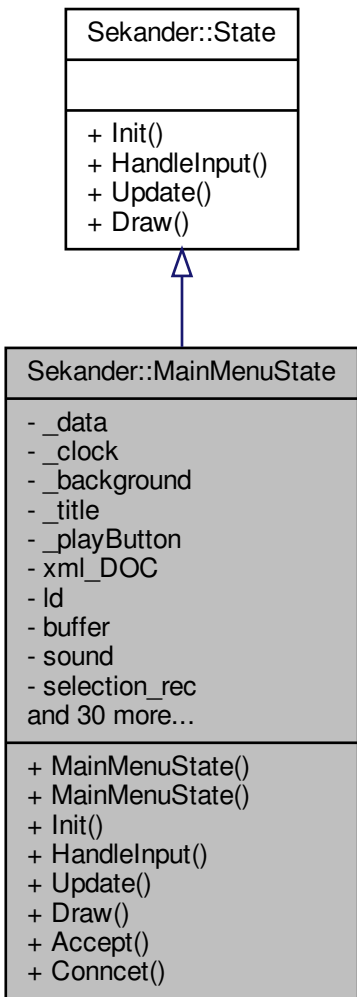 Sekander::State
+ Init()
+ HandleInput()
+ Update()
+ Draw()
Sekander::MainMenuState
- _data
- _clock
- _background
- _title
- _playButton
- xml_DOC
- ld
- buffer
- sound
- selection_rec
and 30 more...
+ MainMenuState()
+ MainMenuState()
+ Init()
+ HandleInput()
+ Update()
+ Draw()
+ Accept()
+ Conncet()